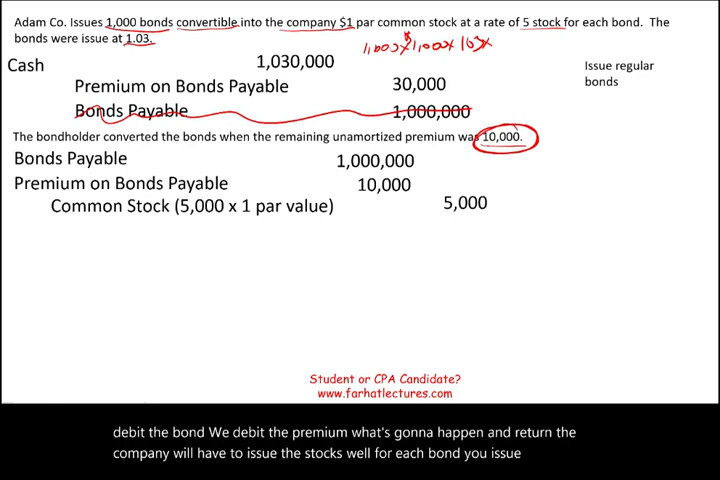 Adam Co. Issues 1,000 bonds convertible into the company $1 par common stock at a rate of 5 stock for each bond. The
bonds were issue at 1.03.
1,000 x $1,000 x 103%
Cash 1,030,000
Issue regular
bonds
Premium on Bonds Payable 30,000
Bonds Payable 1,000,000
The bondholder converted the bonds when the remaining unamortized premium was 10,000.
Bonds Payable 1,000,000
Premium on Bonds Payable 10,000
Common Stock (5,000 x 1 par value) 5,000
Student or CPA Candidate?
www.farhatlectures.com
debit the bond We debit the premium what's gonna happen and return the
company will have to issue the stocks well for each bond you issue